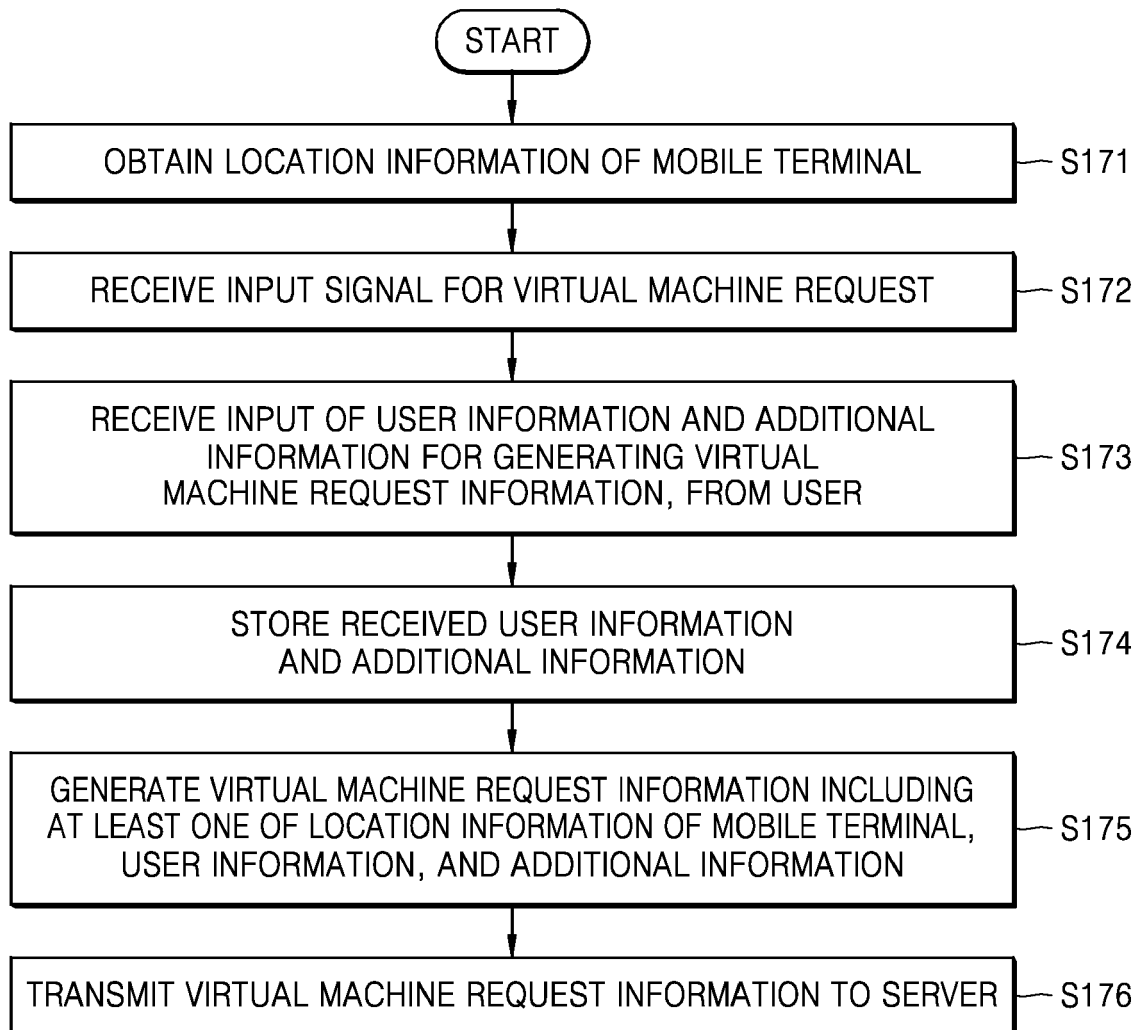 START
OBTAIN LOCATION INFORMATION OF MOBILE TERMINAL
S171
RECEIVE INPUT SIGNAL FOR VIRTUAL MACHINE REQUEST
S172
RECEIVE INPUT OF USER INFORMATION AND ADDITIONAL
INFORMATION FOR GENERATING VIRTUAL
MACHINE REQUEST INFORMATION, FROM USER
S173
STORE RECEIVED USER INFORMATION
AND ADDITIONAL INFORMATION
S174
GENERATE VIRTUAL MACHINE REQUEST INFORMATION INCLUDING
AT LEAST ONE OF LOCATION INFORMATION OF MOBILE TERMINAL,
USER INFORMATION, AND ADDITIONAL INFORMATION
S175
TRANSMIT VIRTUAL MACHINE REQUEST INFORMATION TO SERVER
S176